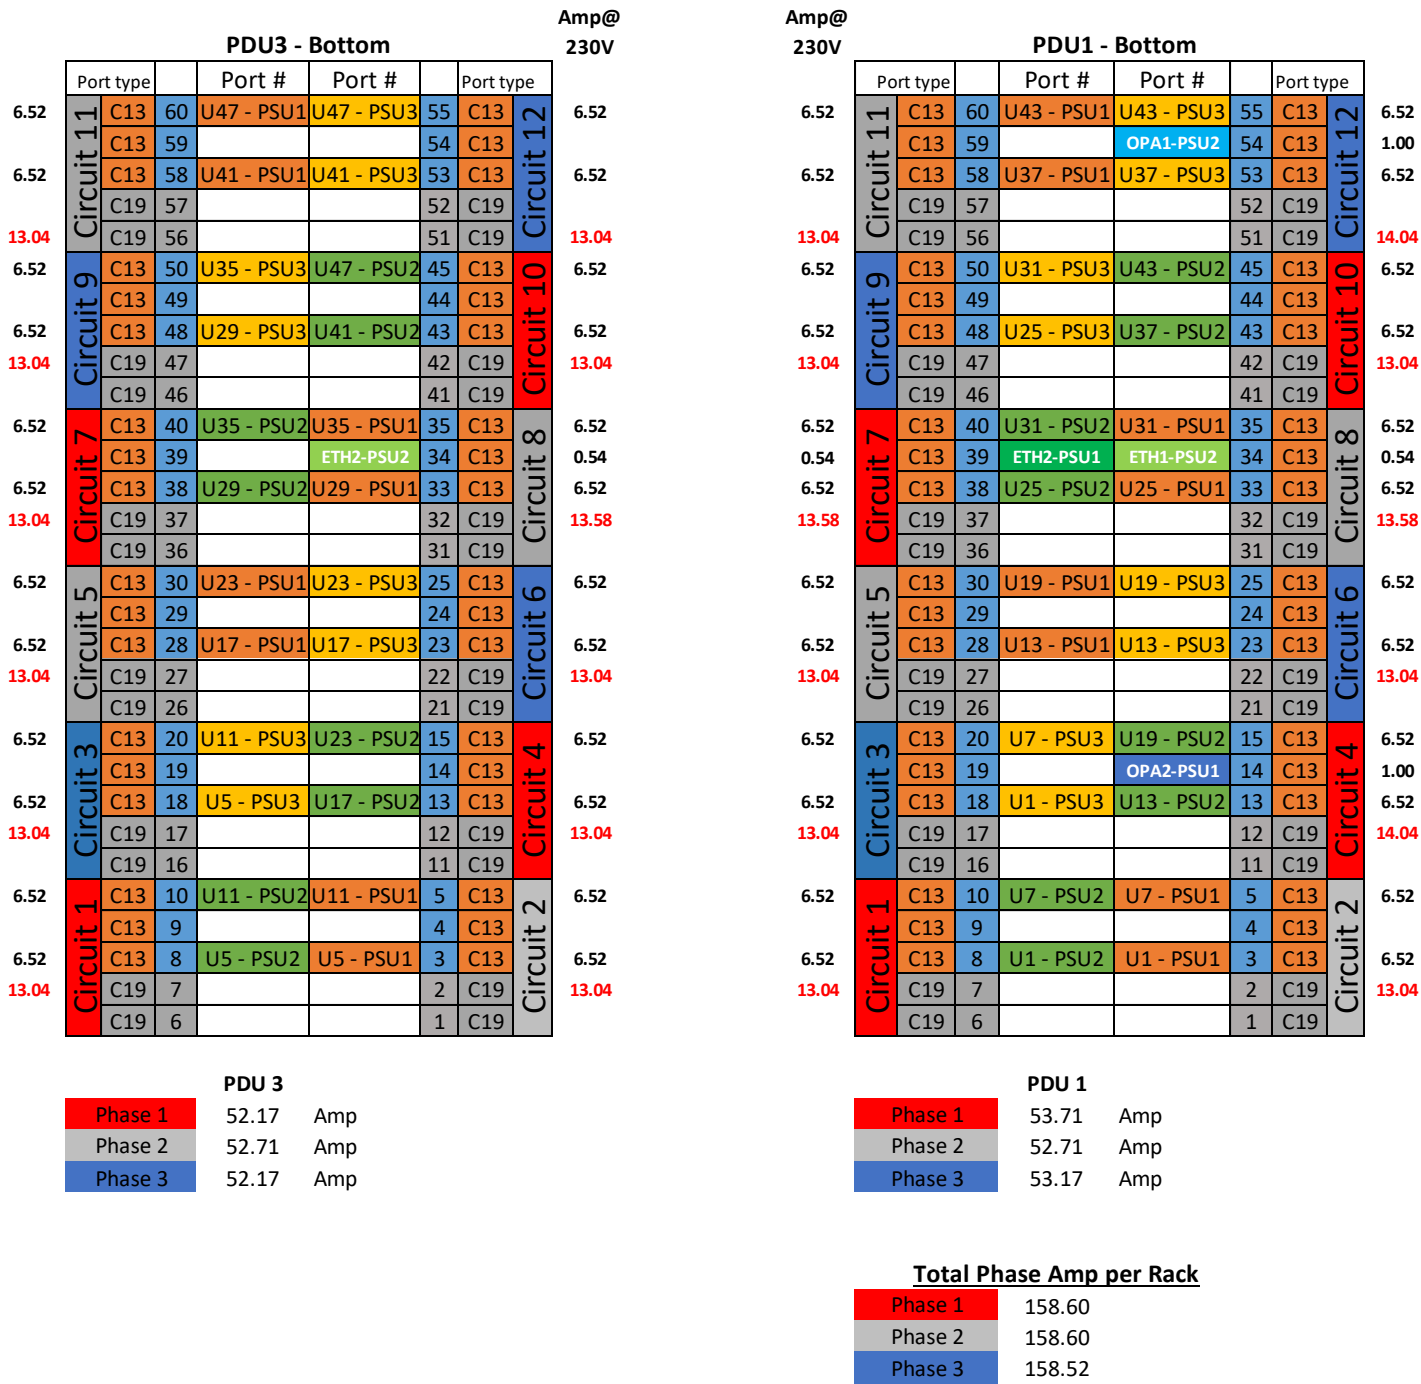 Amp@ Amp@
PDU3 - Bottom 230V 230V PDU1 - Bottom
Port type Port # Port # Port type Port type Port # Port # Port type
6.52 Circuit 11 C13 60 U47 - PSU1 U47 - PSU3 55 C13 Circuit 12 6.52 6.52 Circuit 11 C13 60 U43 - PSU1 U43 - PSU3 55 C13 Circuit 12 6.52
C13 59 54 C13 C13 59 OPA1-PSU2 54 C13 1.00
6.52 C13 58 U41 - PSU1 U41 - PSU3 53 C13 6.52 6.52 C13 58 U37 - PSU1 U37 - PSU3 53 C13 6.52
C19 57 52 C19 C19 57 52 C19
13.04 C19 56 51 C19 13.04 13.04 C19 56 51 C19 14.04
6.52 Circuit 9 C13 50 U35 - PSU3 U47 - PSU2 45 C13 Circuit 10 6.52 6.52 Circuit 9 C13 50 U31 - PSU3 U43 - PSU2 45 C13 Circuit 10 6.52
C13 49 44 C13 C13 49 44 C13
6.52 C13 48 U29 - PSU3 U41 - PSU2 43 C13 6.52 6.52 C13 48 U25 - PSU3 U37 - PSU2 43 C13 6.52
13.04 C19 47 42 C19 13.04 13.04 C19 47 42 C19 13.04
C19 46 41 C19 C19 46 41 C19
6.52 Circuit 7 C13 40 U35 - PSU2 U35 - PSU1 35 C13 Circuit 8 6.52 6.52 Circuit 7 C13 40 U31 - PSU2 U31 - PSU1 35 C13 Circuit 8 6.52
C13 39 ETH2-PSU2 34 C13 0.54 0.54 C13 39 ETH2-PSU1 ETH1-PSU2 34 C13 0.54
6.52 C13 38 U29 - PSU2 U29 - PSU1 33 C13 6.52 6.52 C13 38 U25 - PSU2 U25 - PSU1 33 C13 6.52
13.04 C19 37 32 C19 13.58 13.58 C19 37 32 C19 13.58
C19 36 31 C19 C19 36 31 C19
6.52 Circuit 5 C13 30 U23 - PSU1 U23 - PSU3 25 C13 Circuit 6 6.52 6.52 Circuit 5 C13 30 U19 - PSU1 U19 - PSU3 25 C13 Circuit 6 6.52
C13 29 24 C13 C13 29 24 C13
6.52 C13 28 U17 - PSU1 U17 - PSU3 23 C13 6.52 6.52 C13 28 U13 - PSU1 U13 - PSU3 23 C13 6.52
13.04 C19 27 22 C19 13.04 13.04 C19 27 22 C19 13.04
C19 26 21 C19 C19 26 21 C19
6.52 Circuit 3 C13 20 U11 - PSU3 U23 - PSU2 15 C13 Circuit 4 6.52 6.52 Circuit 3 C13 20 U7 - PSU3 U19 - PSU2 15 C13 Circuit 4 6.52
C13 19 14 C13 C13 19 OPA2-PSU1 14 C13 1.00
6.52 C13 18 U5 - PSU3 U17 - PSU2 13 C13 6.52 6.52 C13 18 U1 - PSU3 U13 - PSU2 13 C13 6.52
13.04 C19 17 12 C19 13.04 13.04 C19 17 12 C19 14.04
C19 16 11 C19 C19 16 11 C19
6.52 Circuit 1 C13 10 U11 - PSU2 U11 - PSU1 5 C13 Circuit 2 6.52 6.52 Circuit 1 C13 10 U7 - PSU2 U7 - PSU1 5 C13 Circuit 2 6.52
C13 9 4 C13 C13 9 4 C13
6.52 C13 8 U5 - PSU2 U5 - PSU1 3 C13 6.52 6.52 C13 8 U1 - PSU2 U1 - PSU1 3 C13 6.52
13.04 C19 7 2 C19 13.04 13.04 C19 7 2 C19 13.04
C19 6 1 C19 C19 6 1 C19
PDU 3 PDU 1
Phase 1 52.17 Amp Phase 1 53.71 Amp
Phase 2 52.71 Amp Phase 2 52.71 Amp
Phase 3 52.17 Amp Phase 3 53.17 Amp
Total Phase Amp per Rack
Phase 1 158.60
Phase 2 158.60
Phase 3 158.52